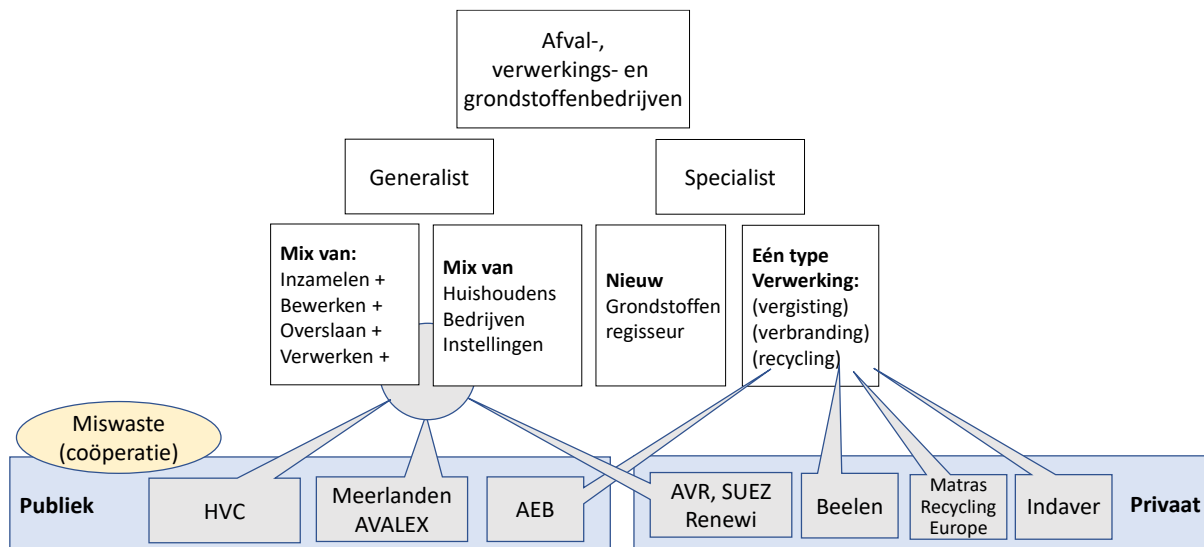 Afval-,
verwerkings- en
grondstoffenbedrijven
Generalist
Specialist
Mix van:
Inzamelen +
Bewerken +
Overslaan +
Verwerken +
Mix van
Huishoudens
Bedrijven
Instellingen
Nieuw
Grondstoffen
regisseur
Eén type
Verwerking:
(vergisting)
(verbranding)
(recycling)
Miswaste
(coöperatie)
Publiek
HVC
Meerlanden
AVALEX
AEB
AVR, SUEZ
Renewi
Beelen
Matras
Recycling
Europe
Indaver
Privaat